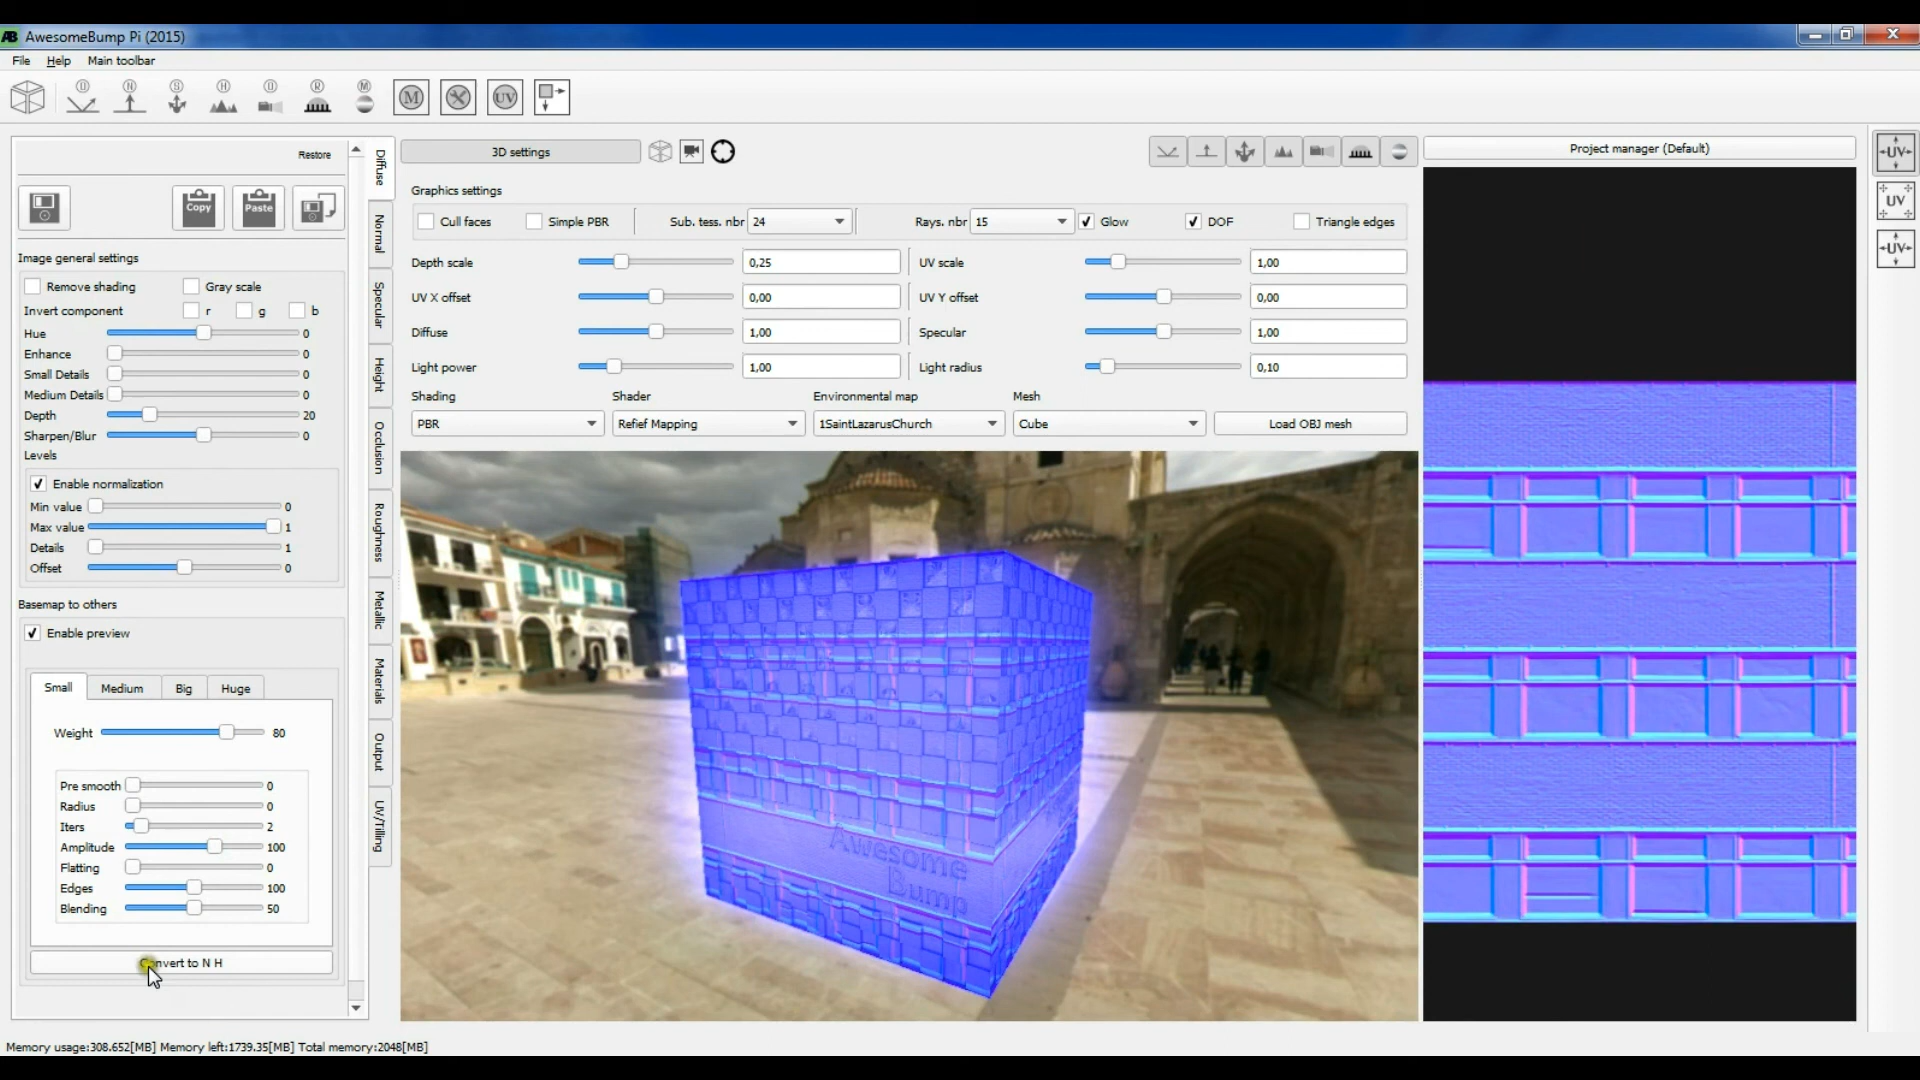 AB AwesomeBump Pi (2015)
File Help Main toolbar
D N S H O R M
M UV
Restore
Copy Paste
Image general settings
Remove shading Gray scale
Invert component r g b
Hue 0
Enhance 0
Small Details 0
Medium Details 0
Depth 20
Sharpen/Blur 0
Levels
Enable normalization
Min value 0
Max value 1
Details 1
Offset 0
Basemap to others
Enable preview
Small Medium Big Huge
Weight 80
Pre smooth 0
Radius 0
Iters 2
Amplitude 100
Flatting 0
Edges 100
Blending 50
Convert to N H
Diffuse
Normal
Specular
Height
Occlusion
Roughness
Metallic
Materials
Output
UV/Tilling
3D settings
Graphics settings
Cull faces Simple PBR Sub. tess. nbr 24 Rays. nbr 15 Glow DOF Triangle edges
Depth scale 0,25 UV scale 1,00
UV X offset 0,00 UV Y offset 0,00
Diffuse 1,00 Specular 1,00
Light power 1,00 Light radius 0,10
Shading Shader Environmental map Mesh
PBR Refief Mapping 1SaintLazarusChurch Cube Load OBJ mesh
Awesome
Bump
Project manager (Default)
UV
UV
UV
Memory usage:308.652[MB] Memory left:1739.35[MB] Total memory:2048[MB]